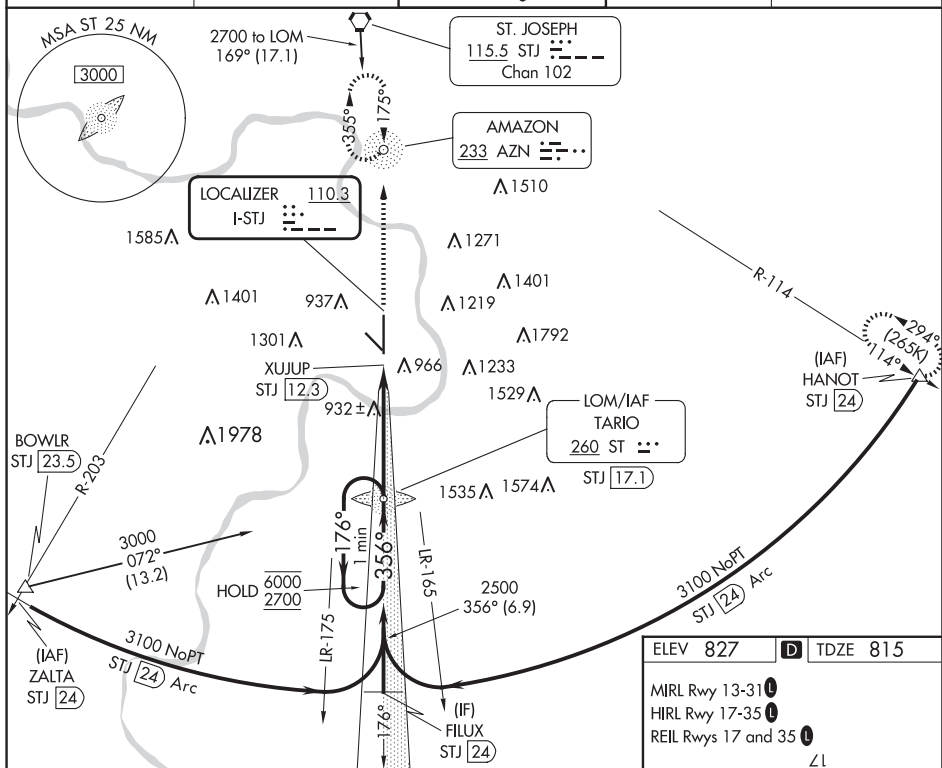 MSA ST 25 NM
3000
2700 to LOM
169° (17.1)
ST. JOSEPH
115.5 STJ
Chan 102
355°
175°
AMAZON
233 AZN
LOCALIZER 110.3
I-STJ
1510
1585
1271
1401
1401
937
1219
R-114
1301
1792
294°
(265K)
114°
XUJUP
STJ 12.3
966
1233
(IAF)
HANOT
STJ 24
1529
932 ±
LOM/IAF
TARIO
260 ST
STJ 17.1
1978
BOWLR
STJ 23.5
R-203
1535
1574
176°
1 min
356°
3000
072°
(13.2)
HOLD 6000
2700
LR-175
LR-165
2500
356° (6.9)
3100 NoPT
STJ 24 Arc
3100 NoPT
STJ 24 Arc
(IAF)
ZALTA
STJ 24
176°
(IF)
FILUX
STJ 24
ELEV 827 D TDZE 815
MIRL Rwy 13-31 L
HIRL Rwy 17-35 L
REIL Rwys 17 and 35 L
17